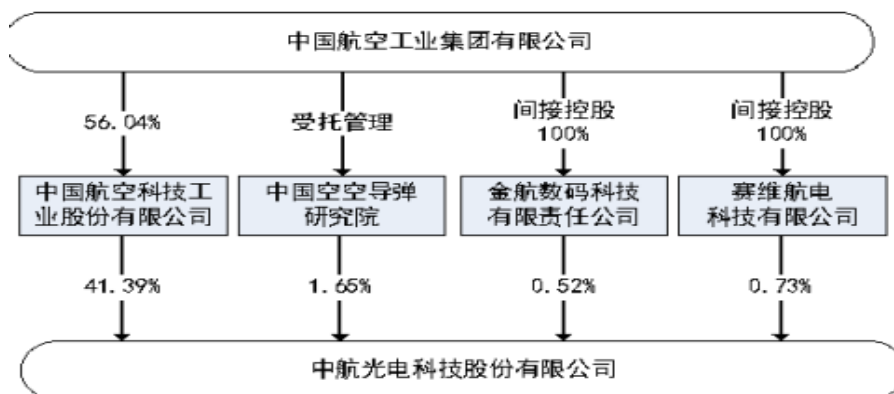 中国航空工业集团有限公司
56.04%
受托管理
间接控股
100%
间接控股
100%
中国航空科技工
业股份有限公司
中国空空导弹
研究院
金航数码科技
有限责任公司
赛维航电
科技有限公司
41.39%
1.65%
0.52%
0.73%
中航光电科技股份有限公司